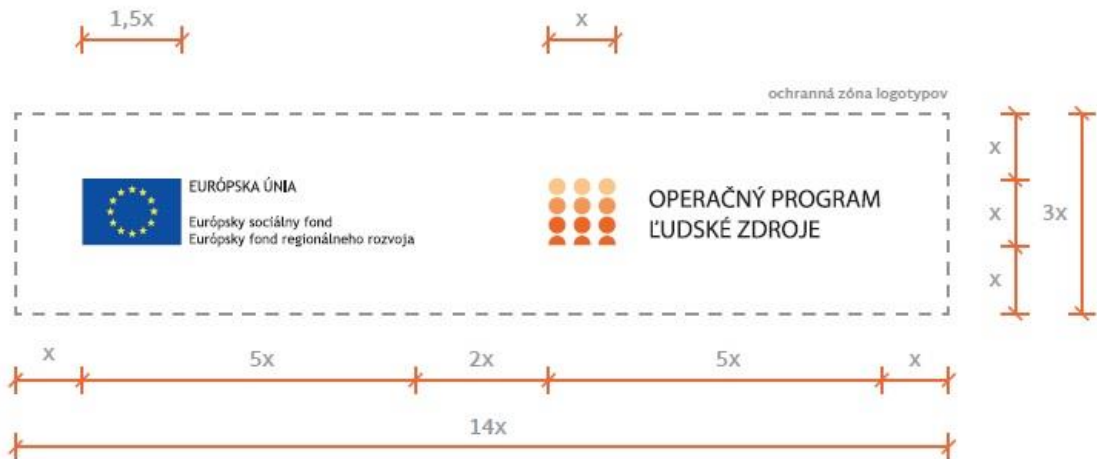 1,5x
x
ochranná zóna logotypov
EURÓPSKA ÚNIA
Európsky sociálny fond
Európsky fond regionálneho rozvoja
OPERAČNÝ PROGRAM
ĽUDSKÉ ZDROJE
x
x
3x
x
x
5x
2x
5x
x
14x